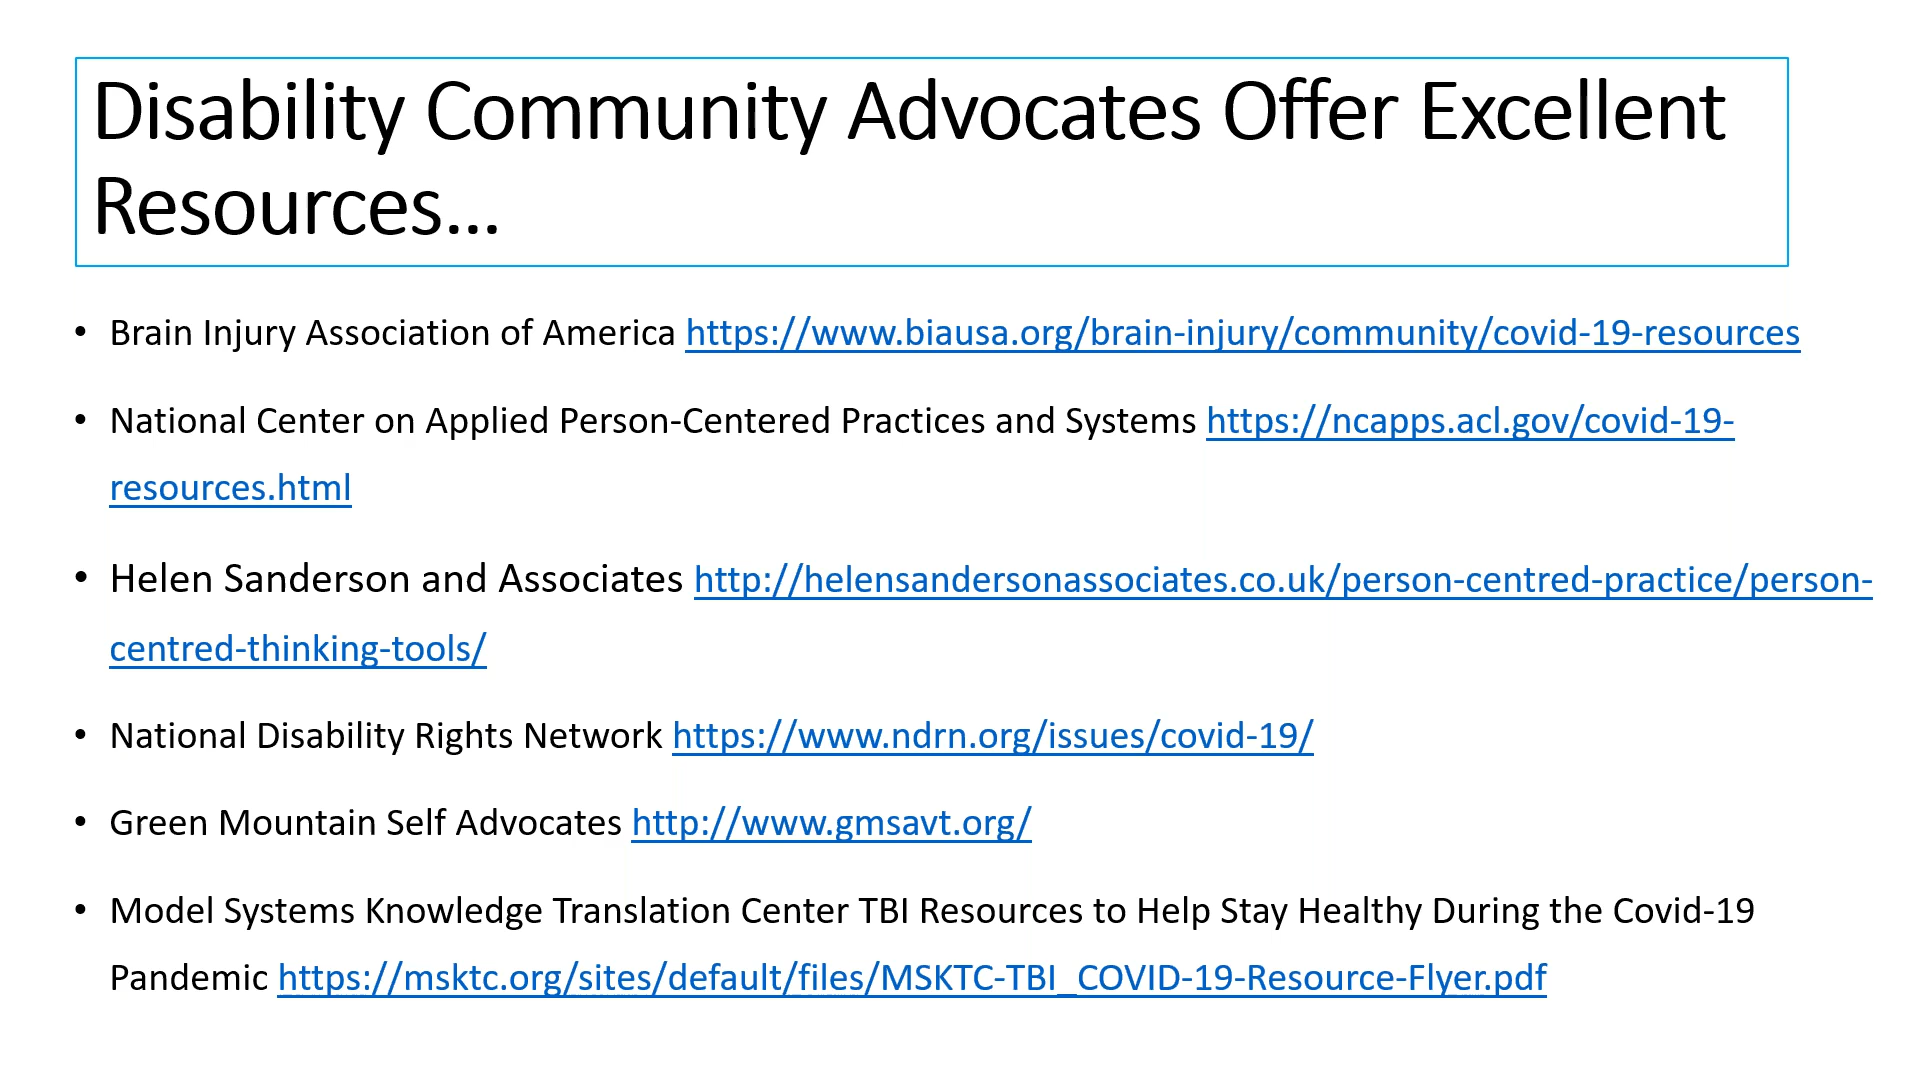 Disability Community Advocates Offer Excellent
Resources…
• Brain Injury Association of America https://www.biausa.org/brain-injury/community/covid-19-resources
• National Center on Applied Person-Centered Practices and Systems https://ncapps.acl.gov/covid-19-
resources.html
• Helen Sanderson and Associates http://helensandersonassociates.co.uk/person-centred-practice/person-
centred-thinking-tools/
• National Disability Rights Network https://www.ndrn.org/issues/covid-19/
• Green Mountain Self Advocates http://www.gmsavt.org/
• Model Systems Knowledge Translation Center TBI Resources to Help Stay Healthy During the Covid-19
Pandemic https://msktc.org/sites/default/files/MSKTC-TBI_COVID-19-Resource-Flyer.pdf